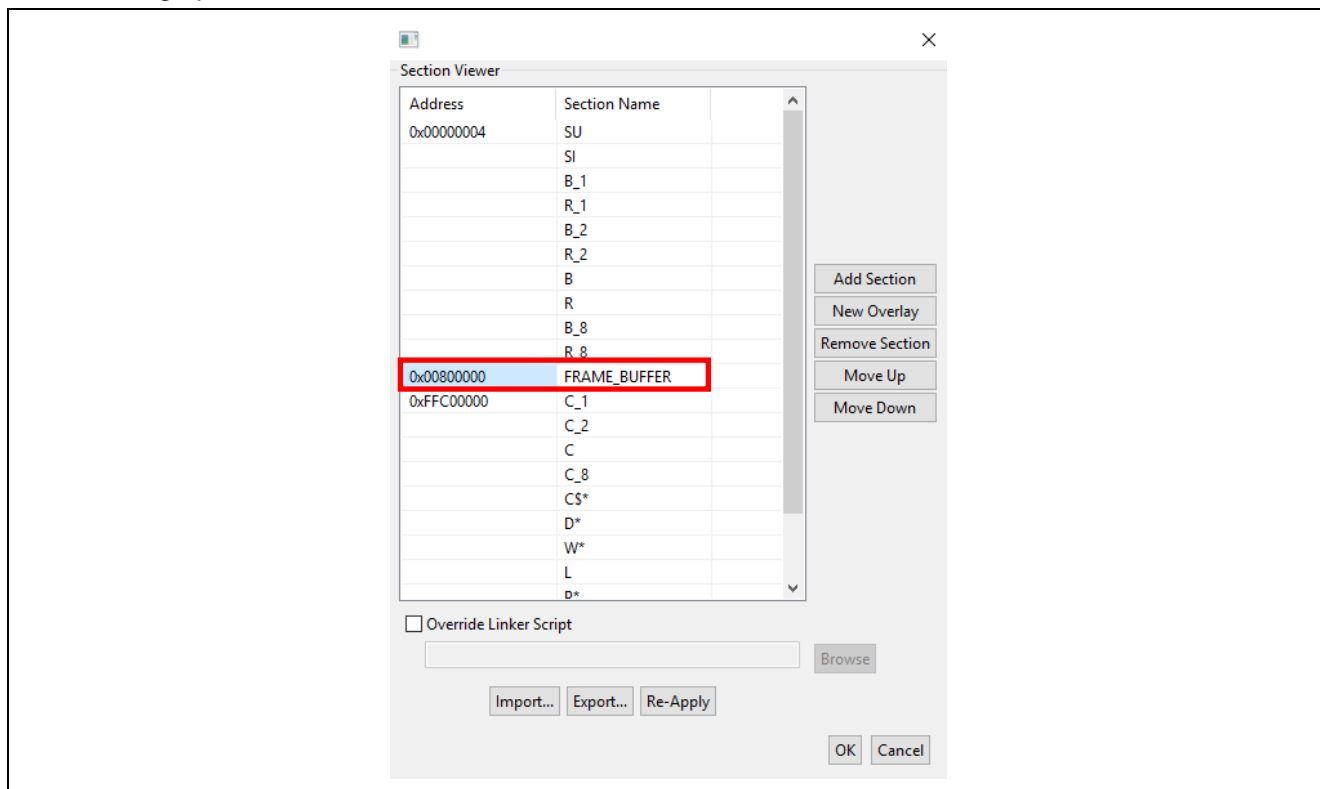 Section Viewer
Address Section Name
0x00000004 SU
SI
B_1
R_1
B_2
R_2
B
R
B_8
R_8
0x00800000 FRAME_BUFFER
0xFFC00000 C_1
C_2
C
C_8
C$*
D*
W*
L
P*
Add Section
New Overlay
Remove Section
Move Up
Move Down
Override Linker Script
Browse
Import... Export... Re-Apply
OK Cancel